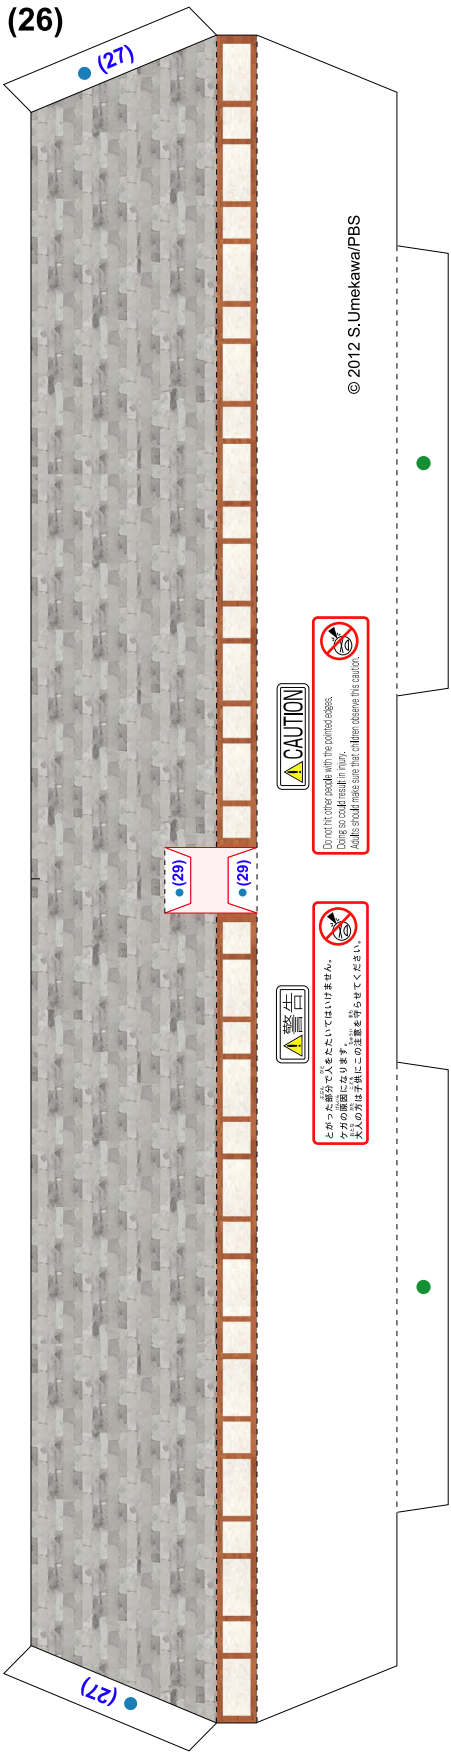 (26)
(27)
© 2012 S.Umekawa/PBS
CAUTION
Do not hit other people with the pointed edges.
Doing so could result in injury.
Adults should make sure that children observe this caution.
(29)
(29)
警告
とがった部分で人をたたいてはいけません。
ケガの原因になります。
大人の方は子供にこの注意を守らせてください。
(27)